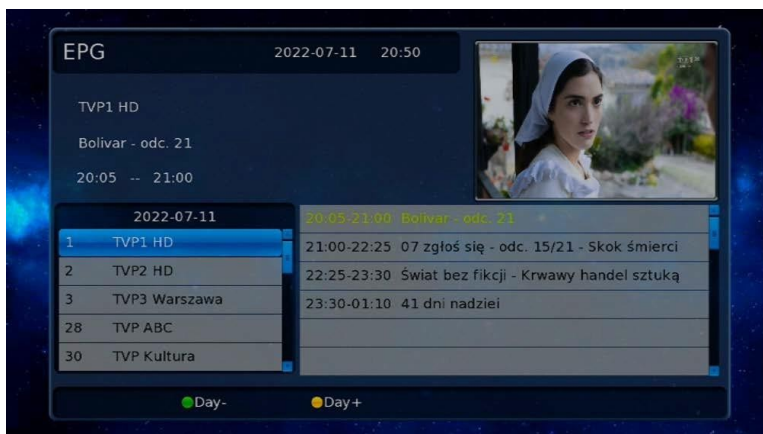 EPG 2022-07-11 20:50
TVP1 HD
Bolivar - odc. 21
20:05 -- 21:00
2022-07-11
1 TVP1 HD
2 TVP2 HD
3 TVP3 Warszawa
28 TVP ABC
30 TVP Kultura
20:05-21:00 Bolivar - odc. 21
21:00-22:25 07 zgłoś się - odc. 15/21 - Skok śmierci
22:25-23:30 Świat bez fikcji - Krwawy handel sztuką
23:30-01:10 41 dni nadziei
Day-
Day+